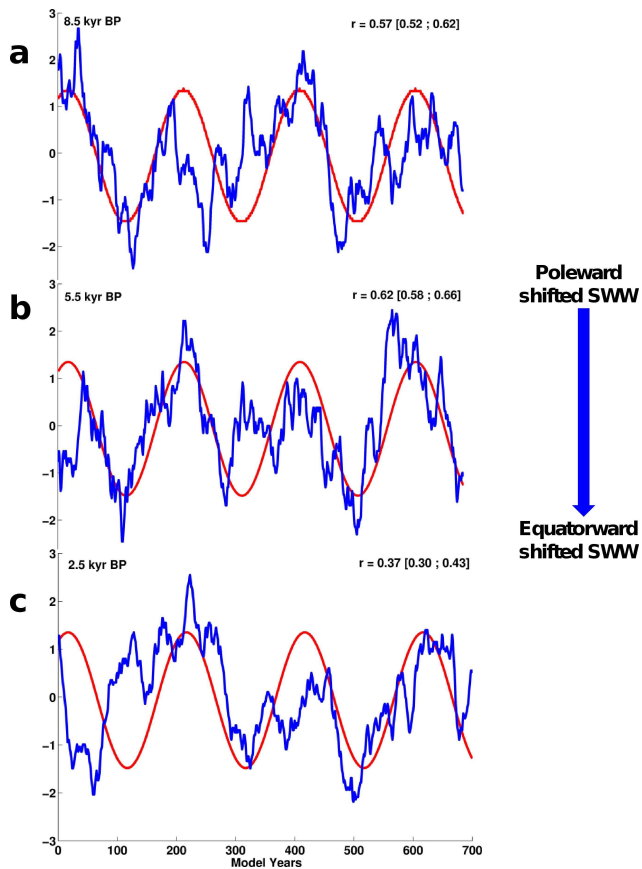 a
8.5 kyr BP
r = 0.57 [0.52 ; 0.62]
3
2
1
0
−1
−2
b
5.5 kyr BP
r = 0.62 [0.58 ; 0.66]
3
2
1
0
−1
−2
−3
c
2.5 kyr BP
r = 0.37 [0.30 ; 0.43]
3
2
1
0
−1
−2
−3
0 100 200 300 400 500 600 700
Model Years
Poleward
shifted SWW
Equatorward
shifted SWW